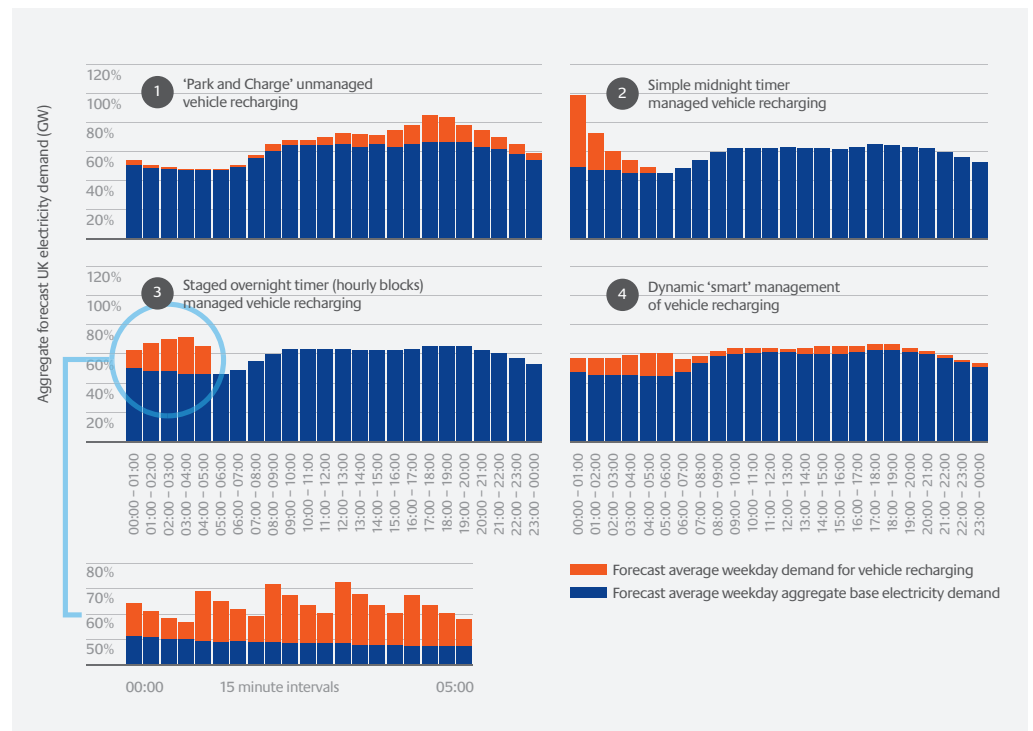 Aggregate forecast UK electricity demand (GW)
120%
100%
80%
60%
40%
20%
1
‘Park and Charge’ unmanaged
vehicle recharging
2
Simple midnight timer
managed vehicle recharging
120%
100%
80%
60%
40%
20%
3
Staged overnight timer (hourly blocks)
managed vehicle recharging
4
Dynamic ‘smart’ management
of vehicle recharging
00:00 – 01:00
01:00 – 02:00
02:00 – 03:00
03:00 – 04:00
04:00 – 05:00
05:00 – 06:00
06:00 – 07:00
07:00 – 08:00
08:00 – 09:00
09:00 – 10:00
10:00 – 11:00
11:00 – 12:00
12:00 – 13:00
13:00 – 14:00
14:00 – 15:00
15:00 – 16:00
16:00 – 17:00
17:00 – 18:00
18:00 – 19:00
19:00 – 20:00
20:00 – 21:00
21:00 – 22:00
22:00 – 23:00
23:00 – 00:00
00:00 – 01:00
01:00 – 02:00
02:00 – 03:00
03:00 – 04:00
04:00 – 05:00
05:00 – 06:00
06:00 – 07:00
07:00 – 08:00
08:00 – 09:00
09:00 – 10:00
10:00 – 11:00
11:00 – 12:00
12:00 – 13:00
13:00 – 14:00
14:00 – 15:00
15:00 – 16:00
16:00 – 17:00
17:00 – 18:00
18:00 – 19:00
19:00 – 20:00
20:00 – 21:00
21:00 – 22:00
22:00 – 23:00
23:00 – 00:00
80%
70%
60%
50%
00:00 15 minute intervals 05:00
Forecast average weekday demand for vehicle recharging
Forecast average weekday aggregate base electricity demand